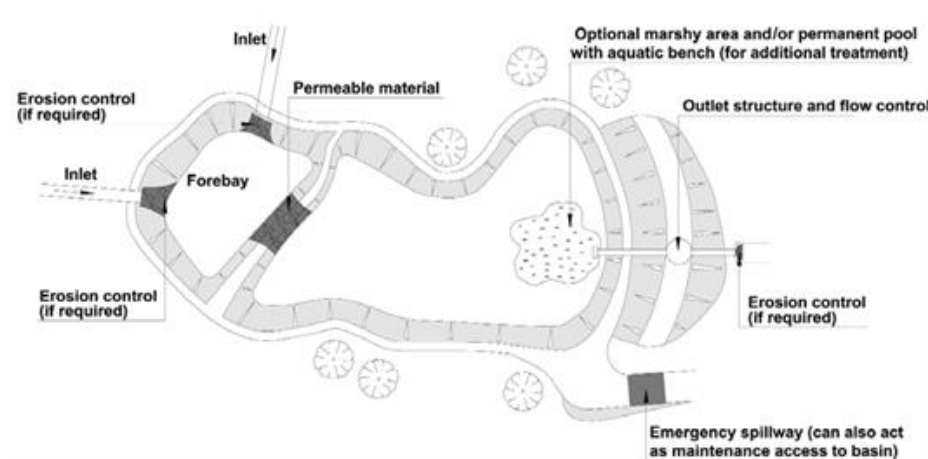 Inlet
Optional marshy area and/or permanent pool
with aquatic bench (for additional treatment)
Permeable material
Erosion control
(if required)
Outlet structure and flow control
Inlet
Forebay
Erosion control
(if required)
Erosion control
(if required)
Emergency spillway (can also act
as maintenance access to basin)